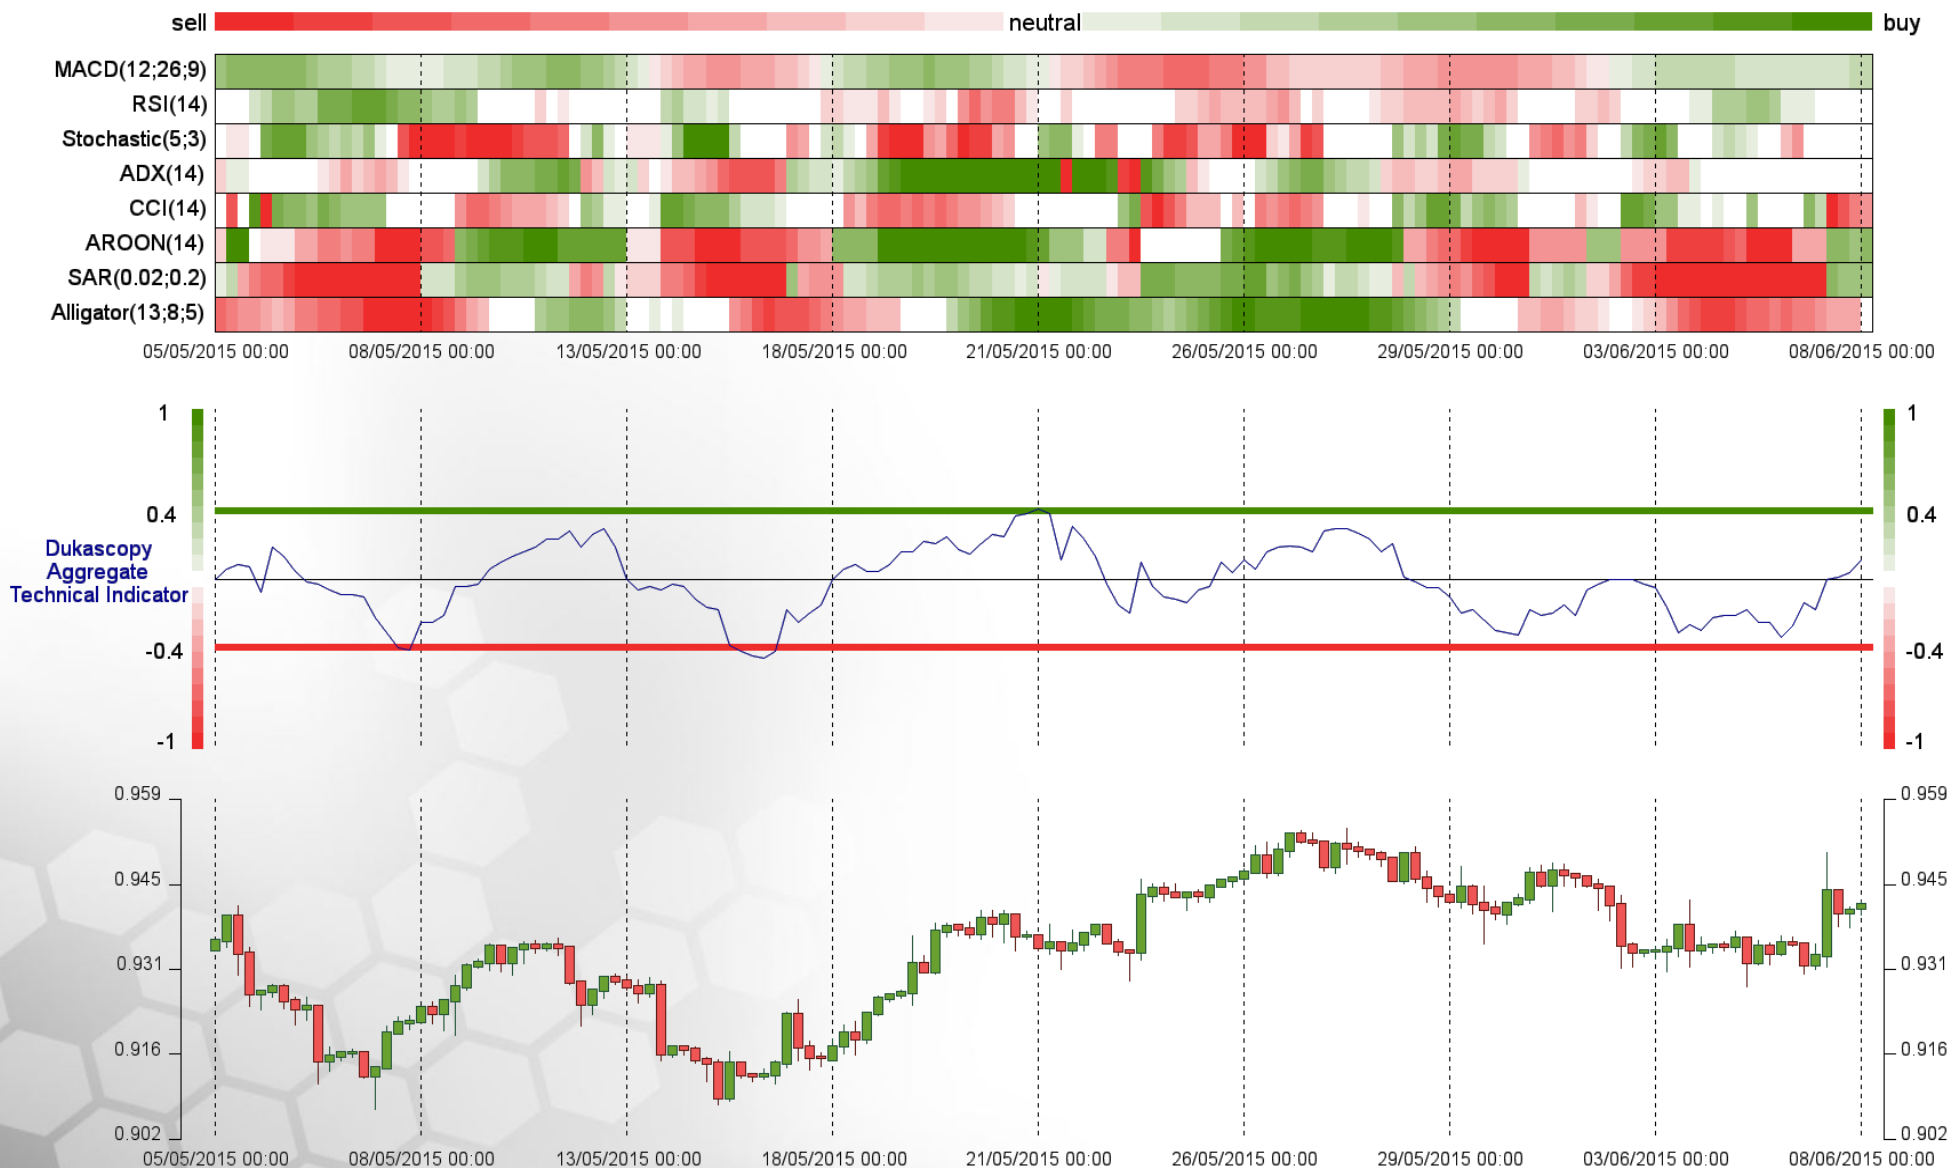 sell neutral buy
MACD(12;26;9)
RSI(14)
Stochastic(5;3)
ADX(14)
CCI(14)
AROON(14)
SAR(0.02;0.2)
Alligator(13;8;5)
05/05/2015 00:00 08/05/2015 00:00 13/05/2015 00:00 18/05/2015 00:00 21/05/2015 00:00 26/05/2015 00:00 29/05/2015 00:00 03/06/2015 00:00 08/06/2015 00:00
1 1
0.4 0.4
Dukascopy
Aggregate
Technical Indicator
-0.4 -0.4
-1 -1
0.959 0.959
0.945 0.945
0.931 0.931
0.916 0.916
0.902 0.902
05/05/2015 00:00 08/05/2015 00:00 13/05/2015 00:00 18/05/2015 00:00 21/05/2015 00:00 26/05/2015 00:00 29/05/2015 00:00 03/06/2015 00:00 08/06/2015 00:00